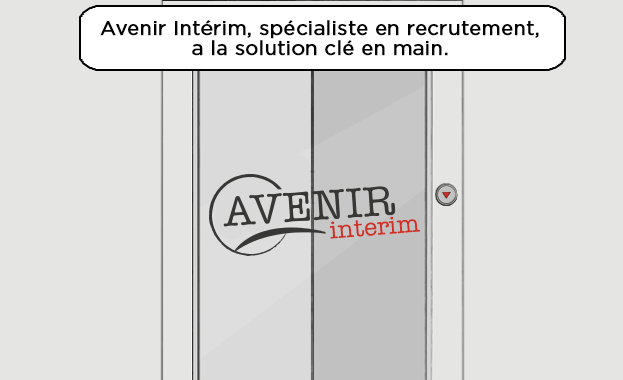 Avenir Intérim, spécialiste en recrutement,
a la solution clé en main.
AVENIR
interim